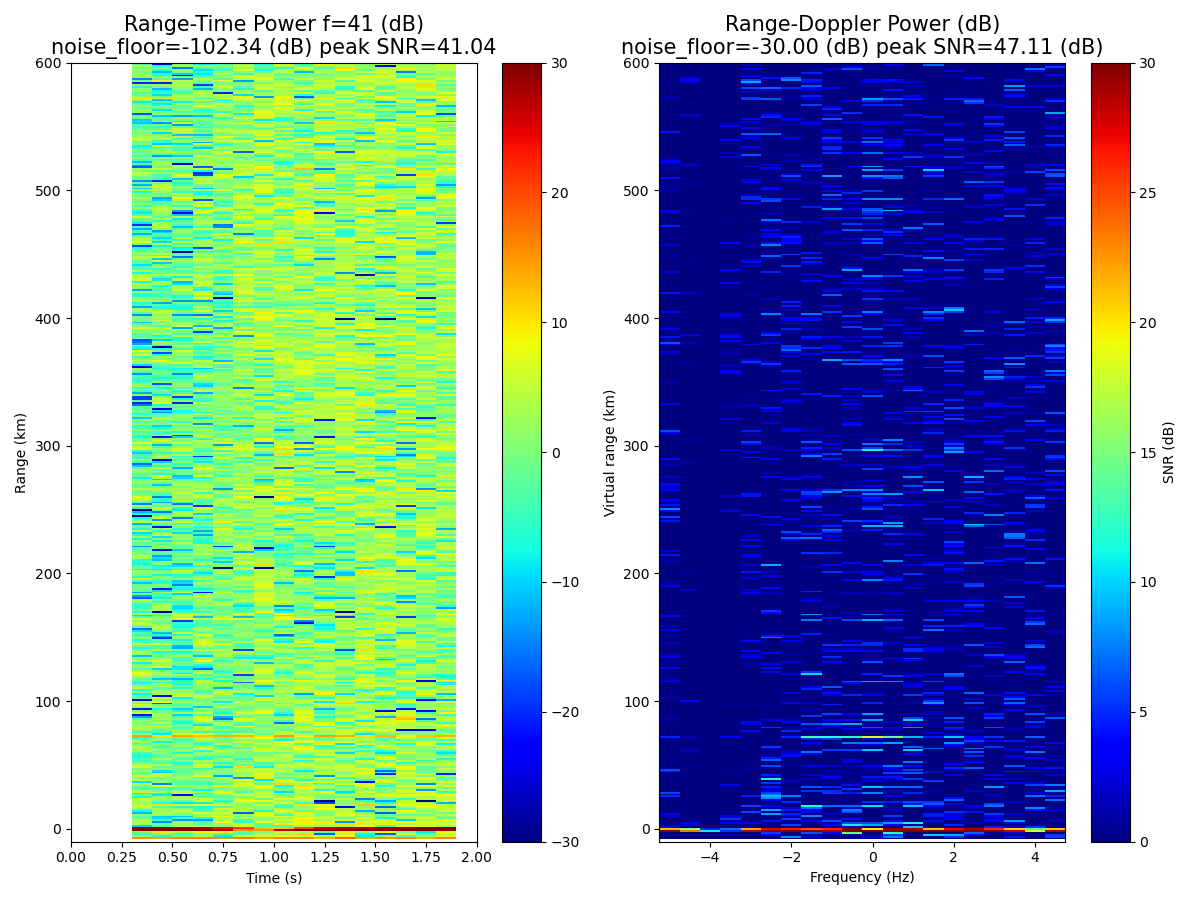 Range-Time Power f=41 (dB)
noise_floor=-102.34 (dB) peak SNR=41.04
Range-Doppler Power (dB)
noise_floor=-30.00 (dB) peak SNR=47.11 (dB)
Range (km)
600
500
400
300
200
100
0
0.00 0.25 0.50 0.75 1.00 1.25 1.50 1.75 2.00
Time (s)
30
20
10
0
−10
−20
−30
Virtual range (km)
600
500
400
300
200
100
0
−4 −2 0 2 4
Frequency (Hz)
30
25
20
15
10
5
0
SNR (dB)